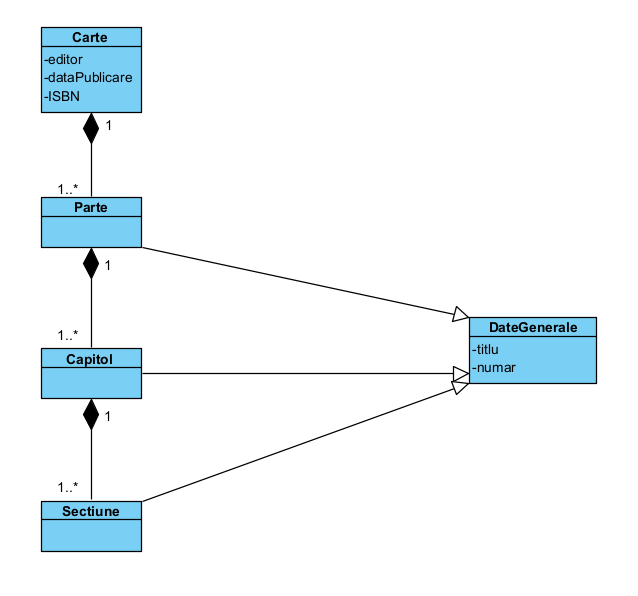 Carte
-editor
-dataPublicare
-ISBN
1
1..*
Parte
1
1..*
Capitol
1
1..*
Sectiune
DateGenerale
-titlu
-numar